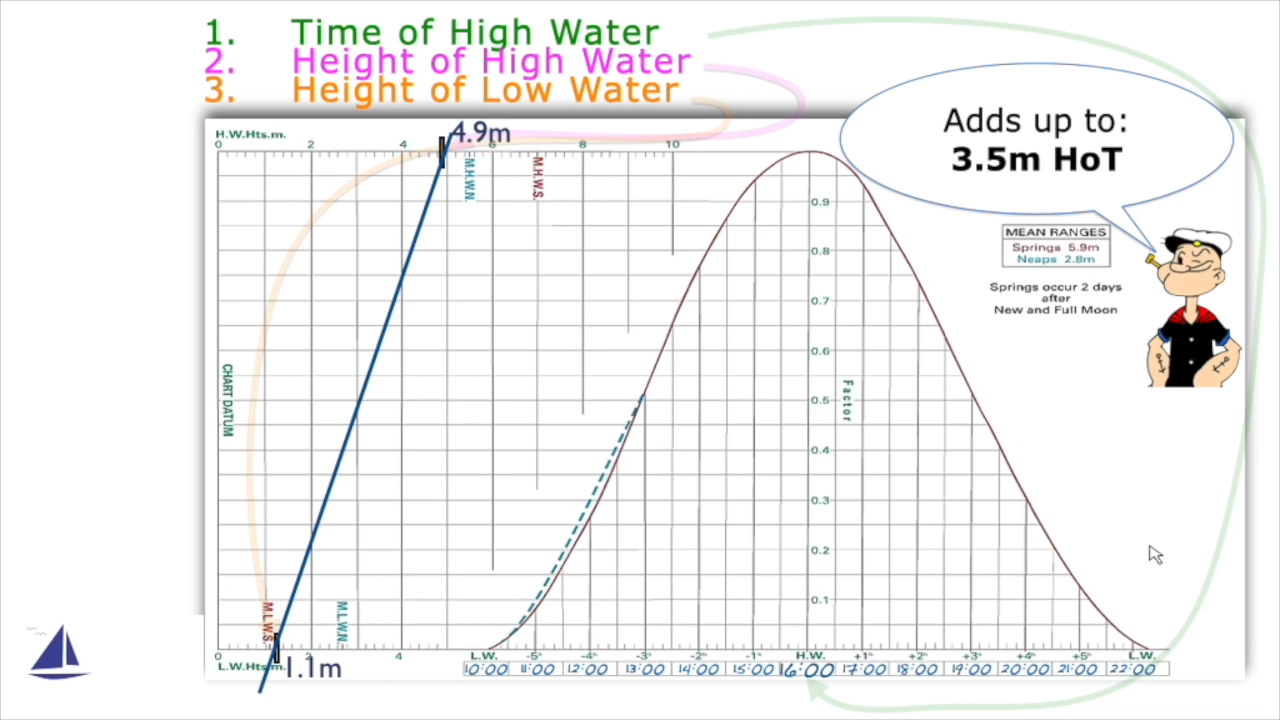 1. Time of High Water
2. Height of High Water
3. Height of Low Water
Adds up to:
3.5m HoT
H.W.Hts.m.
4.9m
0 2 4 6 8 10
M.H.W.N.
M.H.W.S.
0.9
0.8
0.7
0.6
0.5
0.4
0.3
0.2
0.1
Factor
MEAN RANGES
Springs 5.9m
Neaps 2.8m
Springs occur 2 days
after
New and Full Moon
CHART DATUM
M.L.W.S.
M.L.W.N.
0 4 L.W. -5ʰ -4ʰ -3ʰ -2ʰ -1ʰ H.W. +1ʰ +2ʰ +3ʰ +4ʰ +5ʰ L.W.
L.W.Hts.m.
1.1m
10:00 11:00 12:00 13:00 14:00 15:00 16:00 17:00 18:00 19:00 20:00 21:00 22:00